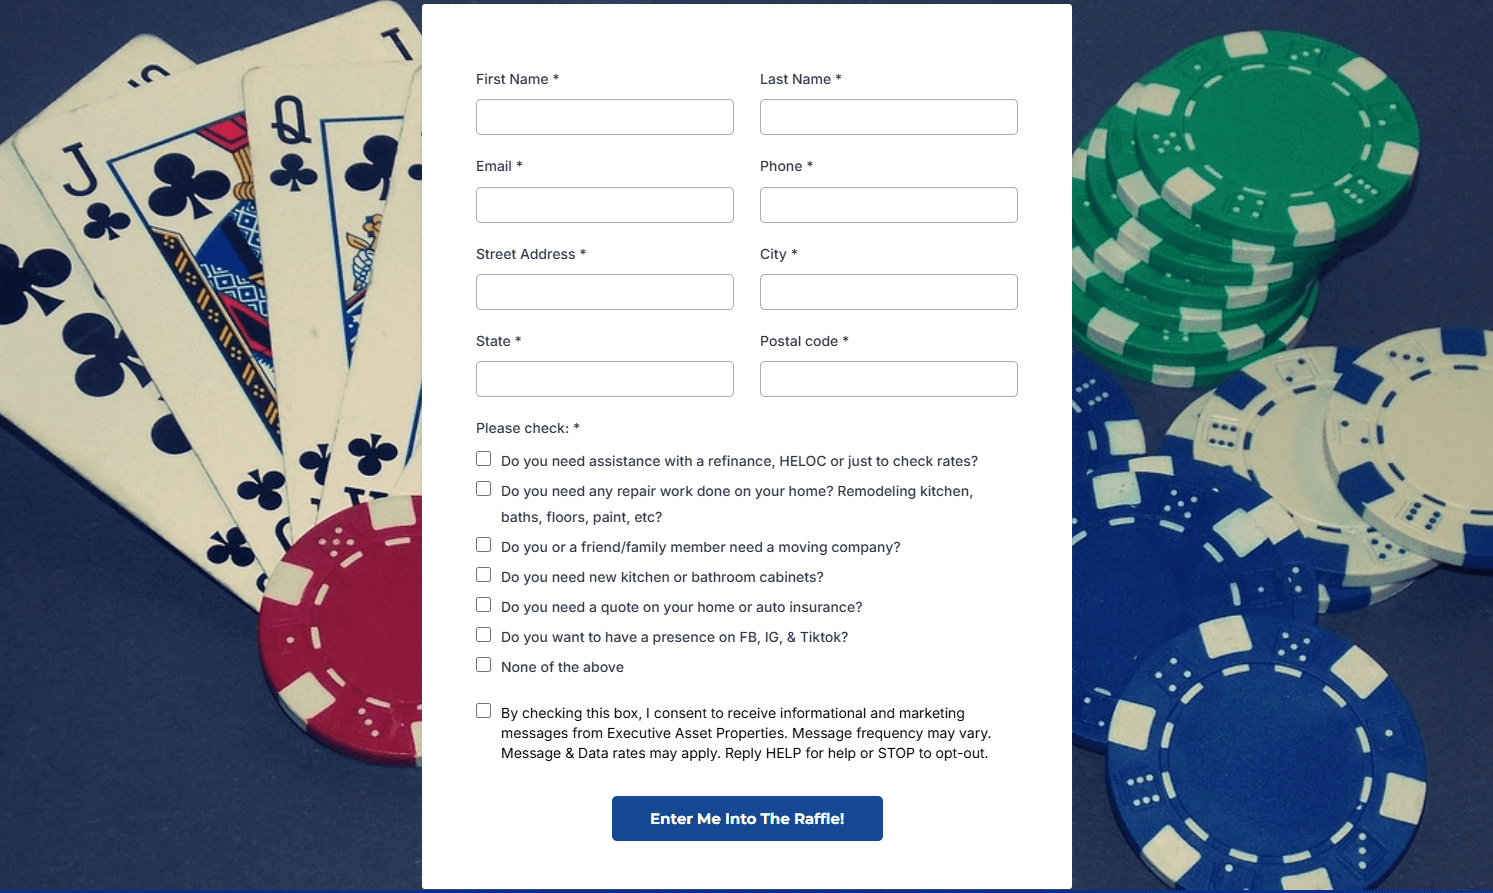 First Name *
Last Name *
Email *
Phone *
Street Address *
City *
State *
Postal code *
Please check: *
Do you need assistance with a refinance, HELOC or just to check rates?
Do you need any repair work done on your home? Remodeling kitchen,
baths, floors, paint, etc?
Do you or a friend/family member need a moving company?
Do you need new kitchen or bathroom cabinets?
Do you need a quote on your home or auto insurance?
Do you want to have a presence on FB, IG, & Tiktok?
None of the above
By checking this box, I consent to receive informational and marketing
messages from Executive Asset Properties. Message frequency may vary.
Message & Data rates may apply. Reply HELP for help or STOP to opt-out.
Enter Me Into The Raffle!
J
Q